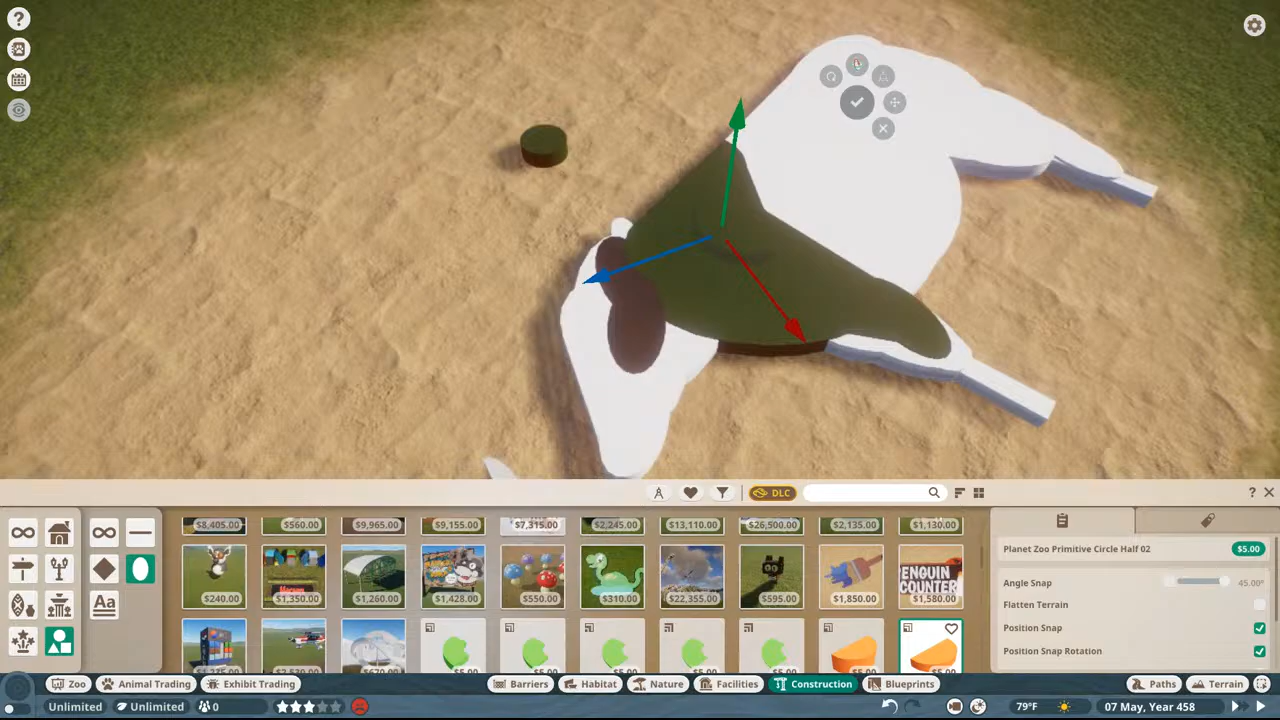 DLC
?
$8,405.00
$560.00
$9,965.00
$9,155.00
$7,315.00
$2,245.00
$13,110.00
$26,500.00
$2,135.00
$1,130.00
Planet Zoo Primitive Circle Half 02
$5.00
Angle Snap
45.00°
Flatten Terrain
Position Snap
Position Snap Rotation
PENGUIN
COUNTER
$240.00
$1,350.00
$1,260.00
$1,428.00
$550.00
$310.00
$22,355.00
$595.00
$1,850.00
$1,580.00
Aa
Zoo
Animal Trading
Exhibit Trading
Barriers
Habitat
Nature
Facilities
Construction
Blueprints
Paths
Terrain
Unlimited
Unlimited
0
79°F
07 May, Year 458